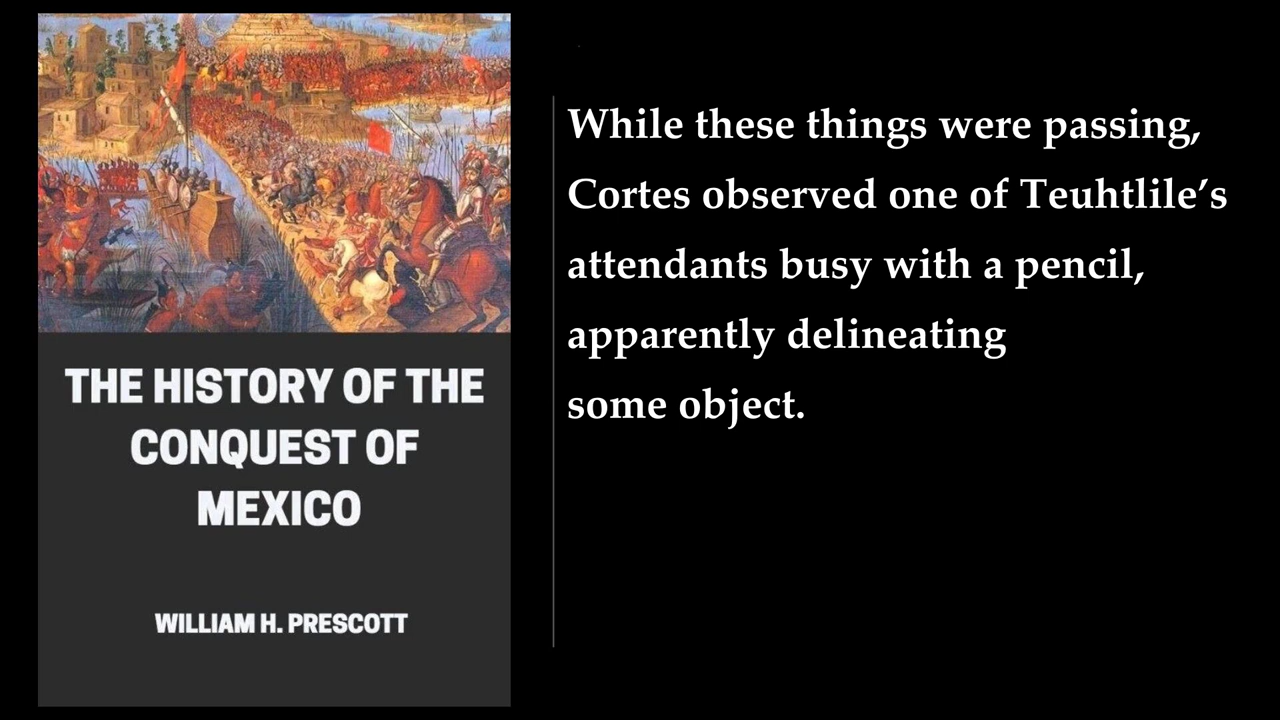 THE HISTORY OF THE
CONQUEST OF
MEXICO
WILLIAM H. PRESCOTT
While these things were passing,
Cortes observed one of Teuhtlile’s
attendants busy with a pencil,
apparently delineating
some object.